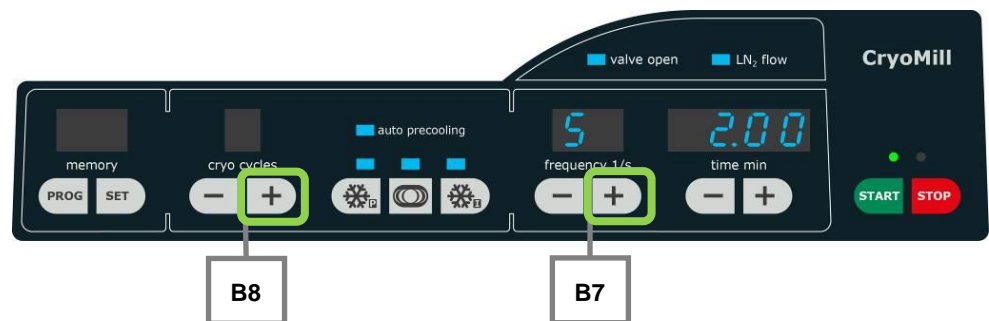 valve open LN₂ flow CryoMill
5 2.00
auto precooling
memory cryo cycles frequency 1/s time min
PROG SET − + P I − + − + START STOP
B8 B7